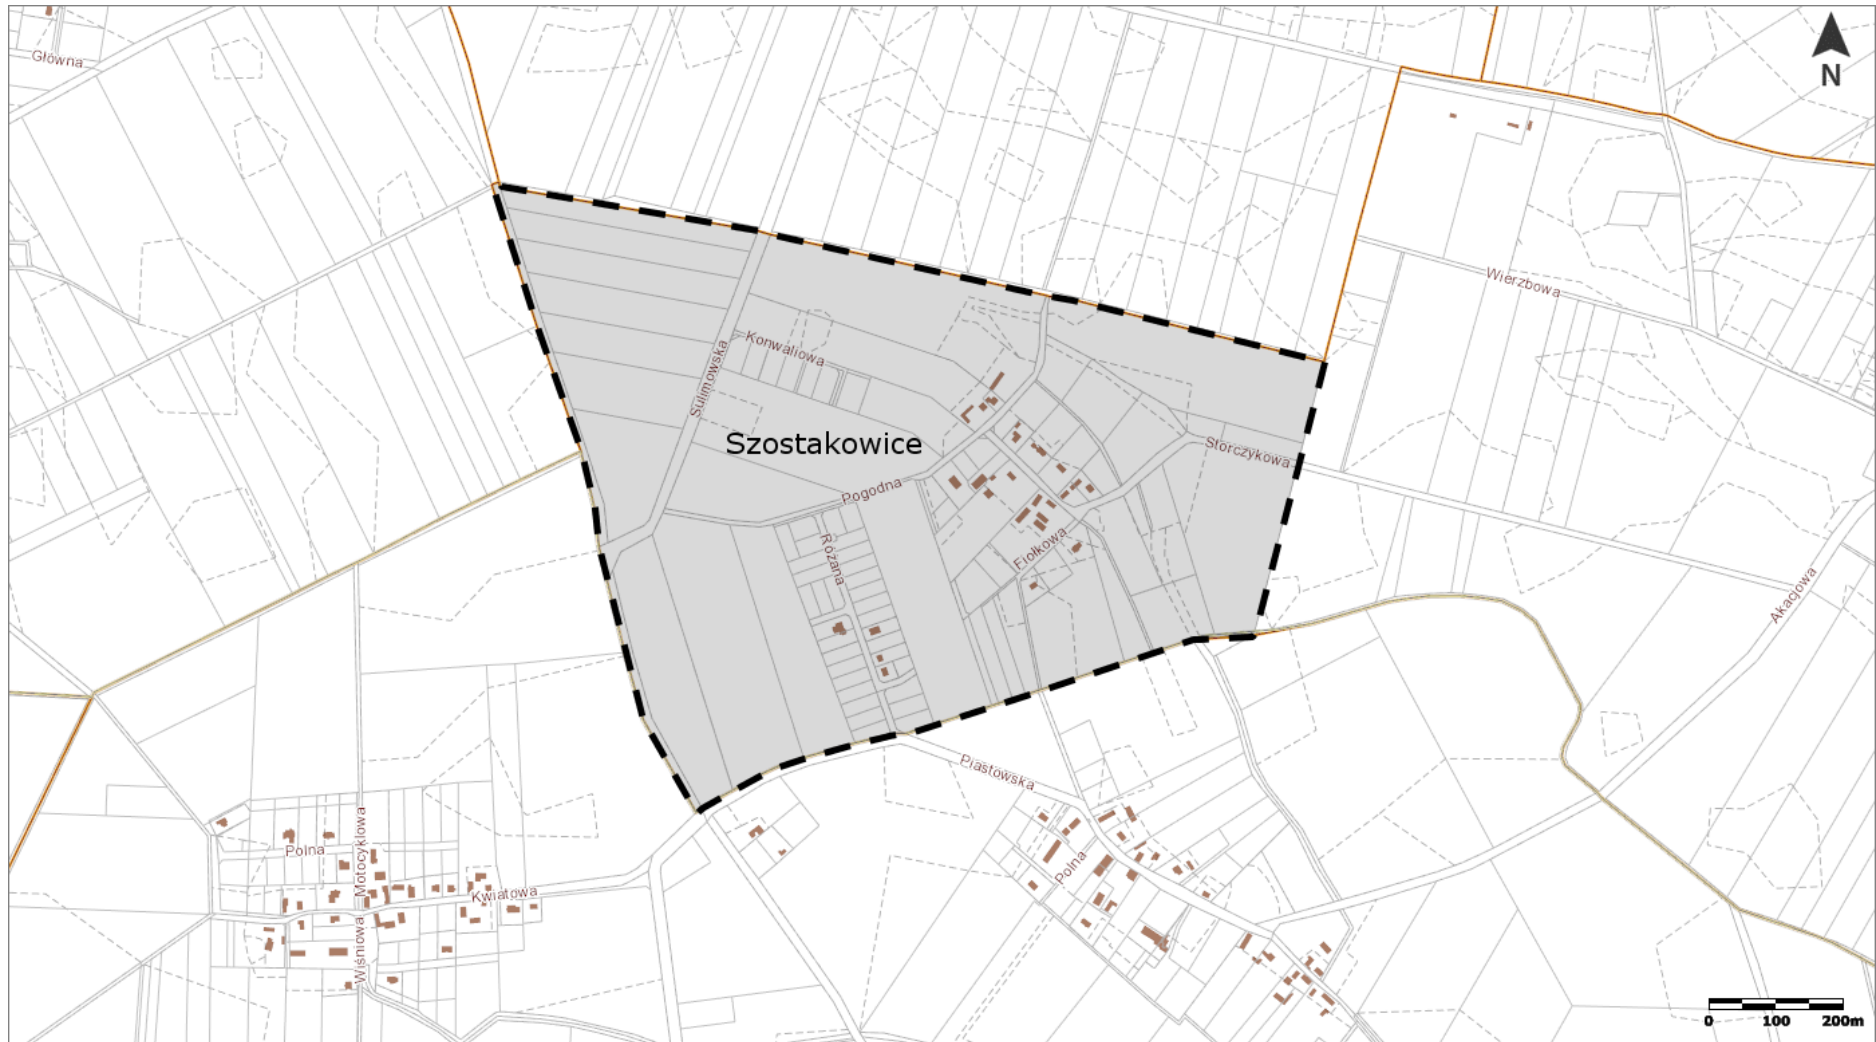 Główna
N
Wierzbowa
Konwaliowa
Sulimowska
Szostakowice
Storczykowa
Pogodna
Różana
Fiołkowa
Akacjowa
Piastowska
Polna
Motocyklowa
Polna
Kwiatowa
Wiśniowa
0 100 200m